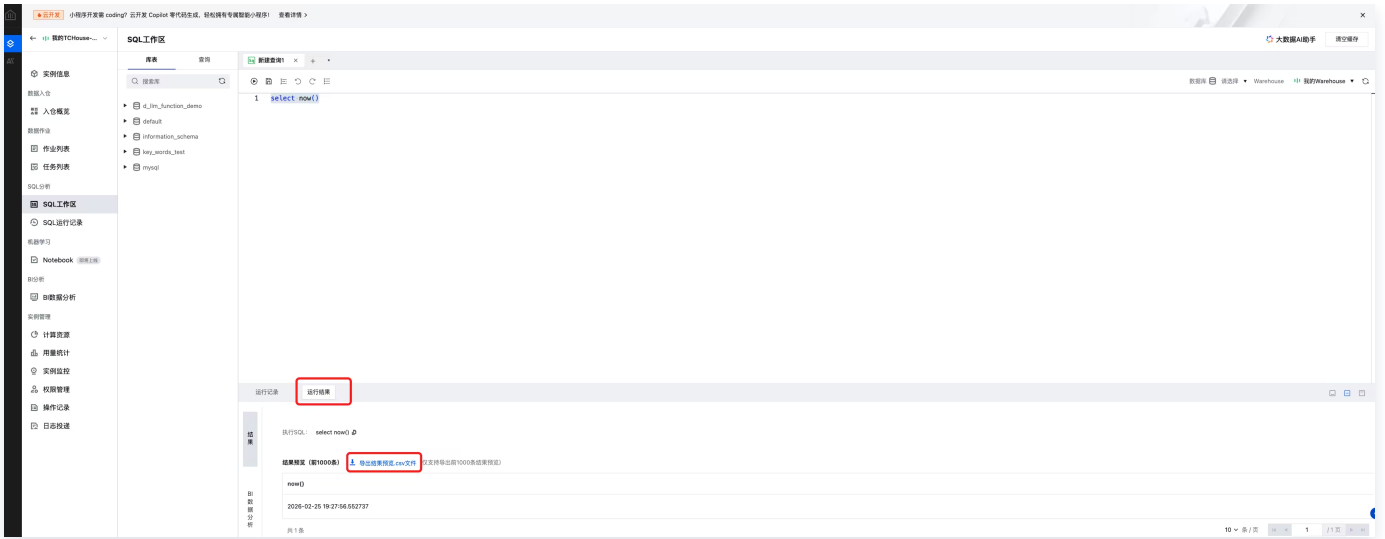 云开发 小程序开发需 coding? 云开发 Copilot 零代码生成，轻松拥有专属智能小程序! 查看详情 >
← 我的TCHouse-...
SQL工作区
大数据AI助手 清空缓存
实例信息
数据入仓
入仓概览
数据作业
作业列表
任务列表
SQL分析
SQL工作区
SQL运行记录
机器学习
Notebook
BI分析
BI数据分析
实例管理
计算资源
用量统计
实例监控
权限管理
操作记录
日志投递
库表 查询
搜索库
d_llm_function_demo
default
information_schema
key_words_test
mysql
新建查询1 × +
数据库 请选择 Warehouse 我的Warehouse
1 select now()
运行记录 运行结果
结果
BI数据分析
执行SQL: select now()
结果预览（前1000条） 导出结果预览.csv文件 仅支持导出前1000条结果预览)
now()
2026-02-25 19:27:56.552737
共 1 条
10 条 / 页 1 / 1 页